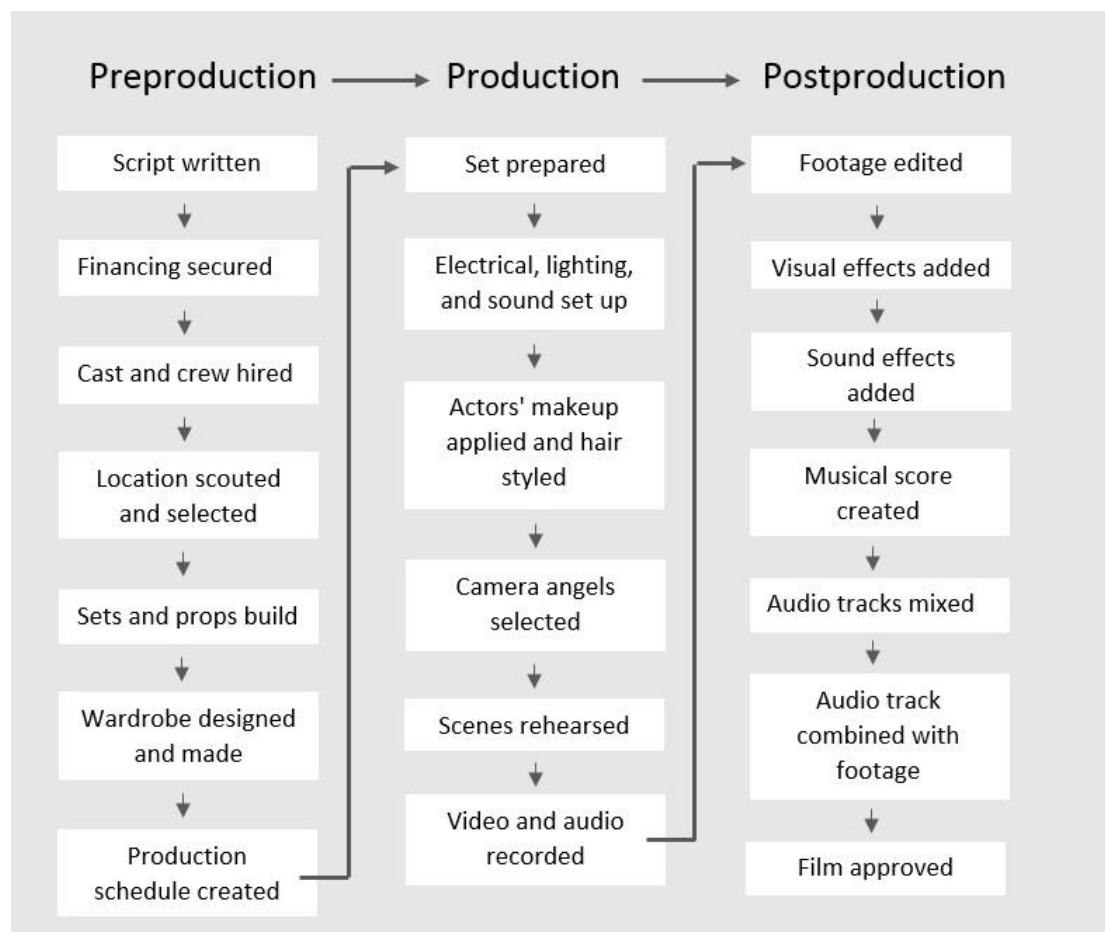 Preproduction
Production
Postproduction
Script written
Financing secured
Cast and crew hired
Location scouted
and selected
Sets and props build
Wardrobe designed
and made
Production
schedule created
Set prepared
Electrical, lighting,
and sound set up
Actors' makeup
applied and hair
styled
Camera angels
selected
Scenes rehearsed
Video and audio
recorded
Footage edited
Visual effects added
Sound effects
added
Musical score
created
Audio tracks mixed
Audio track
combined with
footage
Film approved